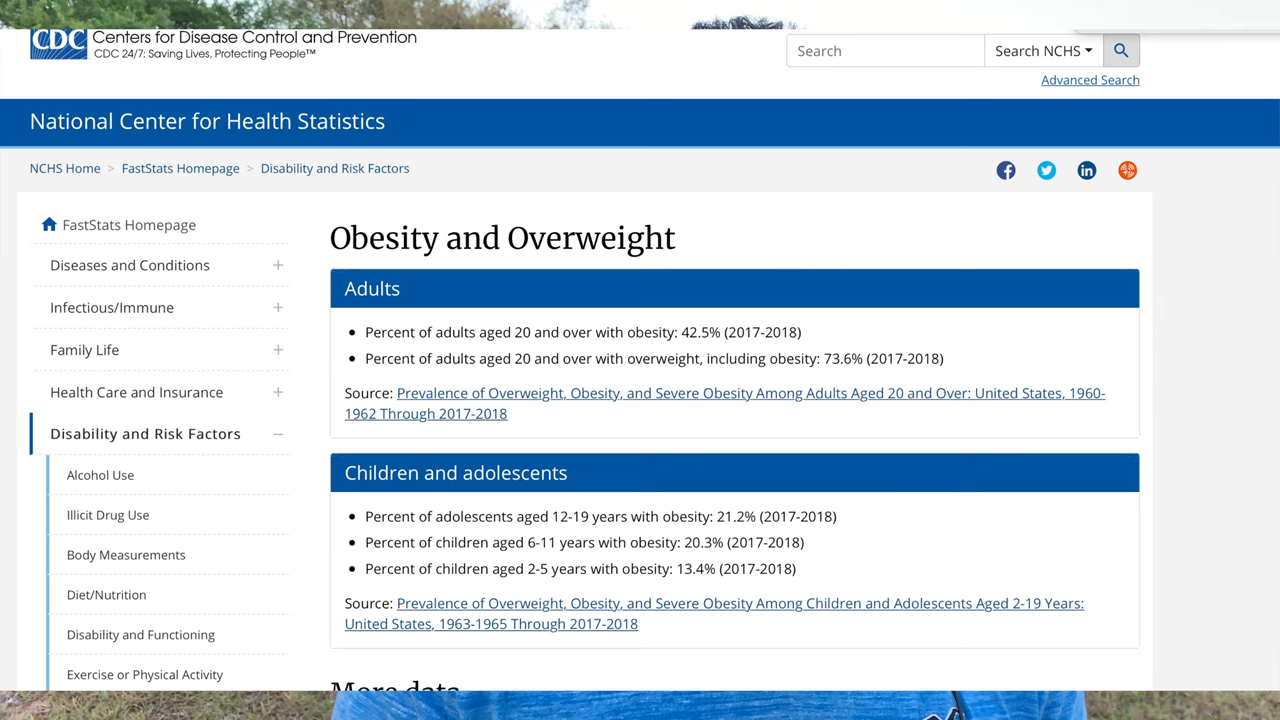 CDC Centers for Disease Control and Prevention
CDC 24/7: Saving Lives, Protecting People™
Search
Search NCHS
Advanced Search
National Center for Health Statistics
NCHS Home > FastStats Homepage > Disability and Risk Factors
FastStats Homepage
Diseases and Conditions
Infectious/Immune
Family Life
Health Care and Insurance
Disability and Risk Factors
Alcohol Use
Illicit Drug Use
Body Measurements
Diet/Nutrition
Disability and Functioning
Exercise or Physical Activity
Obesity and Overweight
Adults
• Percent of adults aged 20 and over with obesity: 42.5% (2017-2018)
• Percent of adults aged 20 and over with overweight, including obesity: 73.6% (2017-2018)
Source: Prevalence of Overweight, Obesity, and Severe Obesity Among Adults Aged 20 and Over: United States, 1960-
1962 Through 2017-2018
Children and adolescents
• Percent of adolescents aged 12-19 years with obesity: 21.2% (2017-2018)
• Percent of children aged 6-11 years with obesity: 20.3% (2017-2018)
• Percent of children aged 2-5 years with obesity: 13.4% (2017-2018)
Source: Prevalence of Overweight, Obesity, and Severe Obesity Among Children and Adolescents Aged 2-19 Years:
United States, 1963-1965 Through 2017-2018
More data